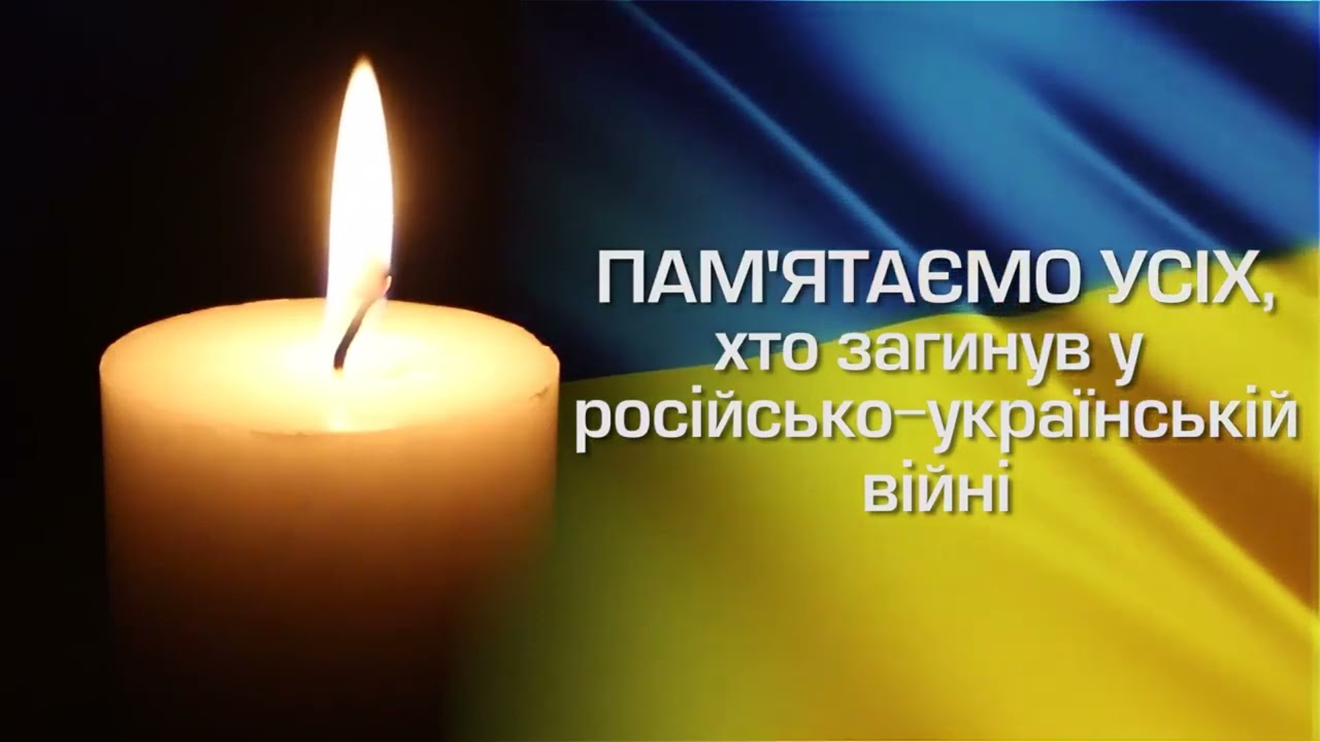 ПАМ'ЯТАЄМО УСІХ,
хто загинув у
російсько-українській
війні